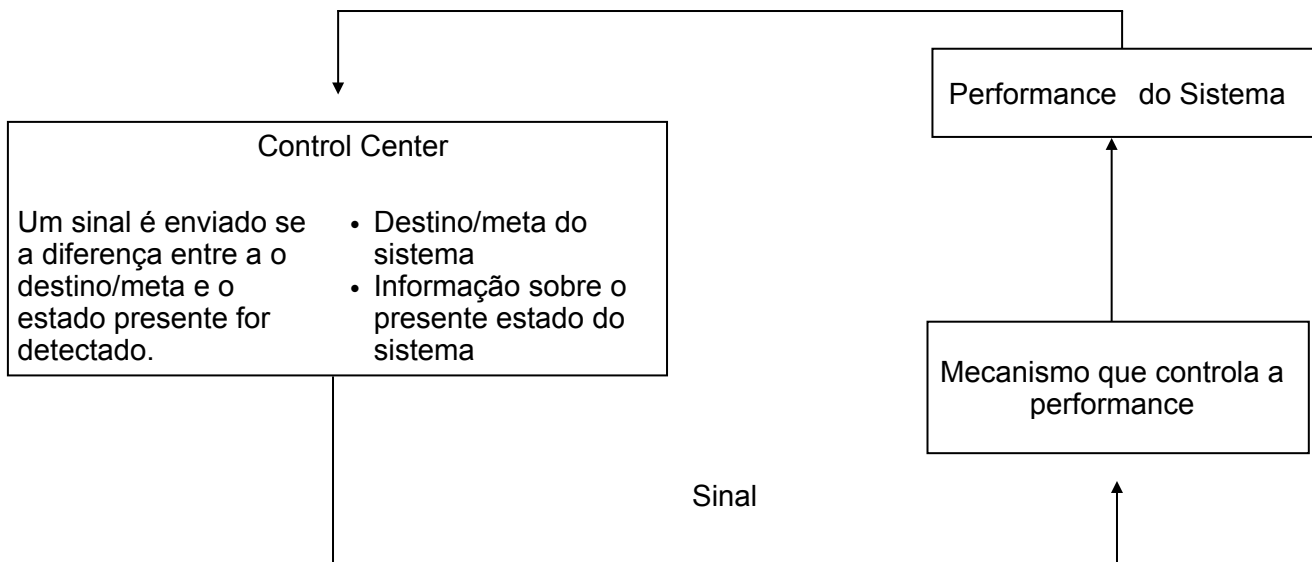 Performance do Sistema
Control Center
Um sinal é enviado se
a diferença entre a o
destino/meta e o
estado presente for
detectado.
• Destino/meta do
sistema
• Informação sobre o
presente estado do
sistema
Mecanismo que controla a
performance
Sinal